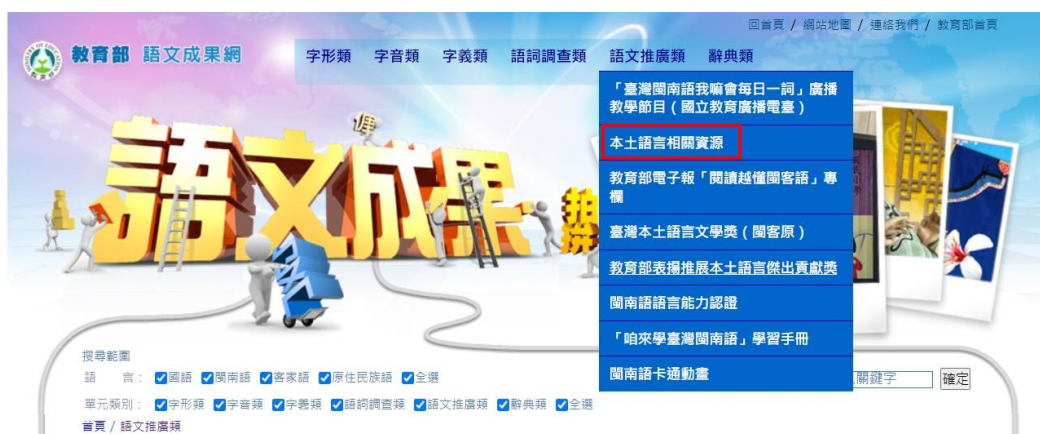 回首頁 / 網站地圖 / 連絡我們 / 教育部首頁
教育部 語文成果網
字形類 字音類 字義類 語詞調查類 語文推廣類 辭典類
「臺灣閩南語我嘛會每日一詞」廣播
教學節目(國立教育廣播電臺)
本土語言相關資源
教育部電子報「閱讀越懂閩客語」專
欄
臺灣本土語言文學獎(閩客原)
教育部表揚推展本土語言傑出貢獻獎
閩南語語言能力認證
「咱來學臺灣閩南語」學習手冊
閩南語卡通動畫
語文成果
搜尋範圍
語 言: 國語 閩南語 客家語 原住民族語 全選
關鍵字 確定
單元類別: 字形類 字音類 字義類 語詞調查類 語文推廣類 辭典類 全選
首頁 / 語文推廣類